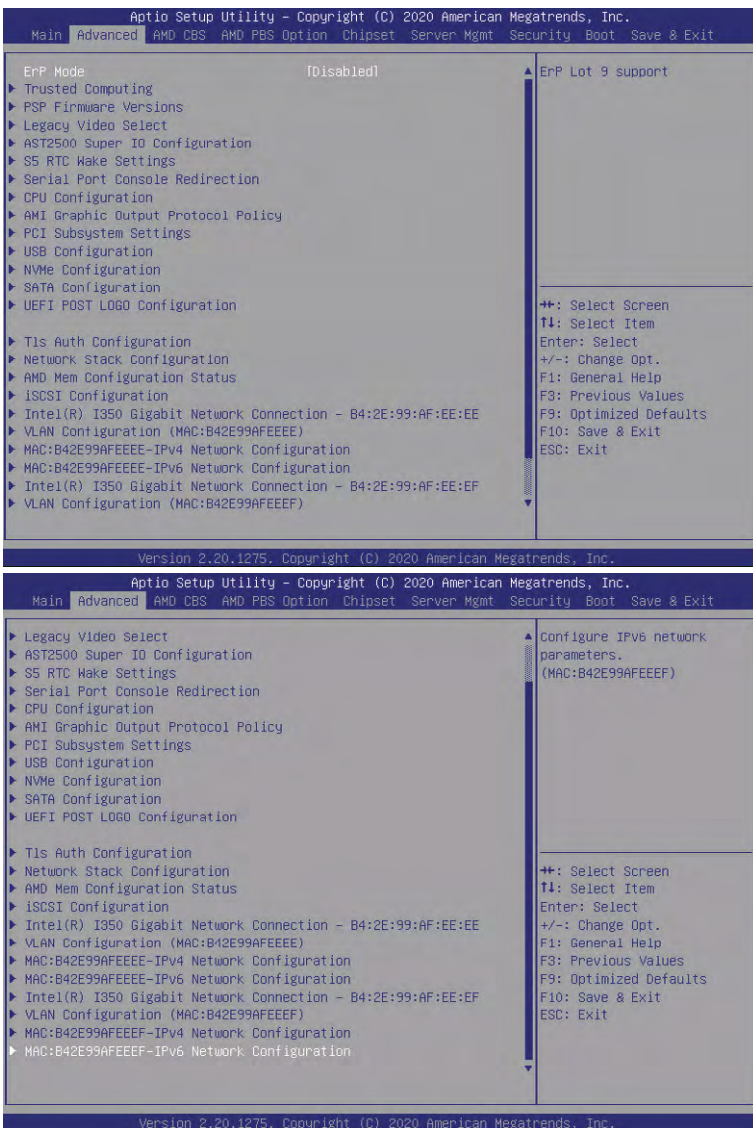 Aptio Setup Utility – Copyright (C) 2020 American Megatrends, Inc.
Main Advanced AMD CBS AMD PBS Option Chipset Server Mgmt Security Boot Save & Exit
ErP Mode [Disabled]
▶ Trusted Computing
▶ PSP Firmware Versions
▶ Legacy Video Select
▶ AST2500 Super IO Configuration
▶ S5 RTC Wake Settings
▶ Serial Port Console Redirection
▶ CPU Configuration
▶ AMI Graphic Output Protocol Policy
▶ PCI Subsystem Settings
▶ USB Configuration
▶ NVMe Configuration
▶ SATA Configuration
▶ UEFI POST LOGO Configuration
▶ Tls Auth Configuration
▶ Network Stack Configuration
▶ AMD Mem Configuration Status
▶ iSCSI Configuration
▶ Intel(R) I350 Gigabit Network Connection – B4:2E:99:AF:EE:EE
▶ VLAN Configuration (MAC:B42E99AFEEEE)
▶ MAC:B42E99AFEEEE-IPv4 Network Configuration
▶ MAC:B42E99AFEEEE-IPv6 Network Configuration
▶ Intel(R) I350 Gigabit Network Connection – B4:2E:99:AF:EE:EF
▶ VLAN Configuration (MAC:B42E99AFEEEF)
ErP Lot 9 support
→←: Select Screen
↑↓: Select Item
Enter: Select
+/-: Change Opt.
F1: General Help
F3: Previous Values
F9: Optimized Defaults
F10: Save & Exit
ESC: Exit
Version 2.20.1275. Copyright (C) 2020 American Megatrends, Inc.
Aptio Setup Utility – Copyright (C) 2020 American Megatrends, Inc.
Main Advanced AMD CBS AMD PBS Option Chipset Server Mgmt Security Boot Save & Exit
▶ Legacy Video Select
▶ AST2500 Super IO Configuration
▶ S5 RTC Wake Settings
▶ Serial Port Console Redirection
▶ CPU Configuration
▶ AMI Graphic Output Protocol Policy
▶ PCI Subsystem Settings
▶ USB Configuration
▶ NVMe Configuration
▶ SATA Configuration
▶ UEFI POST LOGO Configuration
▶ Tls Auth Configuration
▶ Network Stack Configuration
▶ AMD Mem Configuration Status
▶ iSCSI Configuration
▶ Intel(R) I350 Gigabit Network Connection – B4:2E:99:AF:EE:EE
▶ VLAN Configuration (MAC:B42E99AFEEEE)
▶ MAC:B42E99AFEEEE-IPv4 Network Configuration
▶ MAC:B42E99AFEEEE-IPv6 Network Configuration
▶ Intel(R) I350 Gigabit Network Connection – B4:2E:99:AF:EE:EF
▶ VLAN Configuration (MAC:B42E99AFEEEF)
▶ MAC:B42E99AFEEEF-IPv4 Network Configuration
▶ MAC:B42E99AFEEEF-IPv6 Network Configuration
Configure IPv6 network
parameters.
(MAC:B42E99AFEEEF)
→←: Select Screen
↑↓: Select Item
Enter: Select
+/-: Change Opt.
F1: General Help
F3: Previous Values
F9: Optimized Defaults
F10: Save & Exit
ESC: Exit
Version 2.20.1275. Copyright (C) 2020 American Megatrends, Inc.